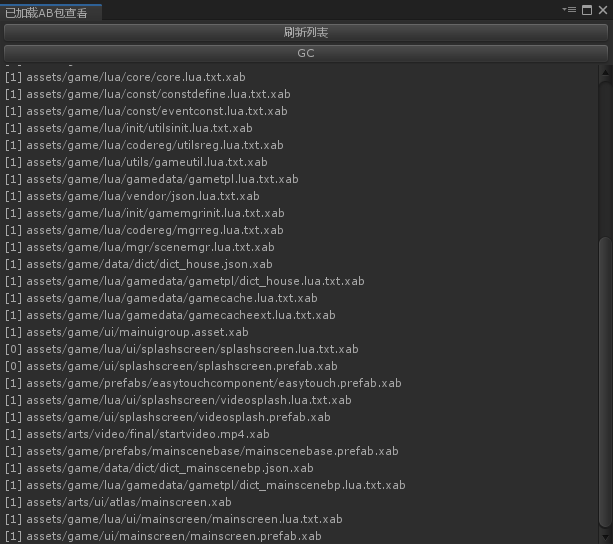 已加载AB包查看
刷新列表
GC
[1] assets/game/lua/core/core.lua.txt.xab
[1] assets/game/lua/const/constdefine.lua.txt.xab
[1] assets/game/lua/const/eventconst.lua.txt.xab
[1] assets/game/lua/init/utilsinit.lua.txt.xab
[1] assets/game/lua/codereg/utilsreg.lua.txt.xab
[1] assets/game/lua/utils/gameutil.lua.txt.xab
[1] assets/game/lua/gamedata/gametpl.lua.txt.xab
[1] assets/game/lua/vendor/json.lua.txt.xab
[1] assets/game/lua/init/gamemgrinit.lua.txt.xab
[1] assets/game/lua/codereg/mgrreg.lua.txt.xab
[1] assets/game/lua/mgr/scenemgr.lua.txt.xab
[1] assets/game/data/dict/dict_house.json.xab
[1] assets/game/lua/gamedata/gametpl/dict_house.lua.txt.xab
[1] assets/game/lua/gamedata/gamecache.lua.txt.xab
[1] assets/game/lua/gamedata/gamecacheext.lua.txt.xab
[1] assets/game/ui/mainuigroup.asset.xab
[0] assets/game/lua/ui/splashscreen/splashscreen.lua.txt.xab
[0] assets/game/ui/splashscreen/splashscreen.prefab.xab
[1] assets/game/prefabs/easytouchcomponent/easytouch.prefab.xab
[1] assets/game/lua/ui/splashscreen/videosplash.lua.txt.xab
[1] assets/game/ui/splashscreen/videosplash.prefab.xab
[1] assets/arts/video/final/startvideo.mp4.xab
[1] assets/game/prefabs/mainscenebase/mainscenebase.prefab.xab
[1] assets/game/data/dict/dict_mainscenebp.json.xab
[1] assets/game/lua/gamedata/gametpl/dict_mainscenebp.lua.txt.xab
[1] assets/arts/ui/atlas/mainscreen.xab
[1] assets/game/lua/ui/mainscreen/mainscreen.lua.txt.xab
[1] assets/game/ui/mainscreen/mainscreen.prefab.xab